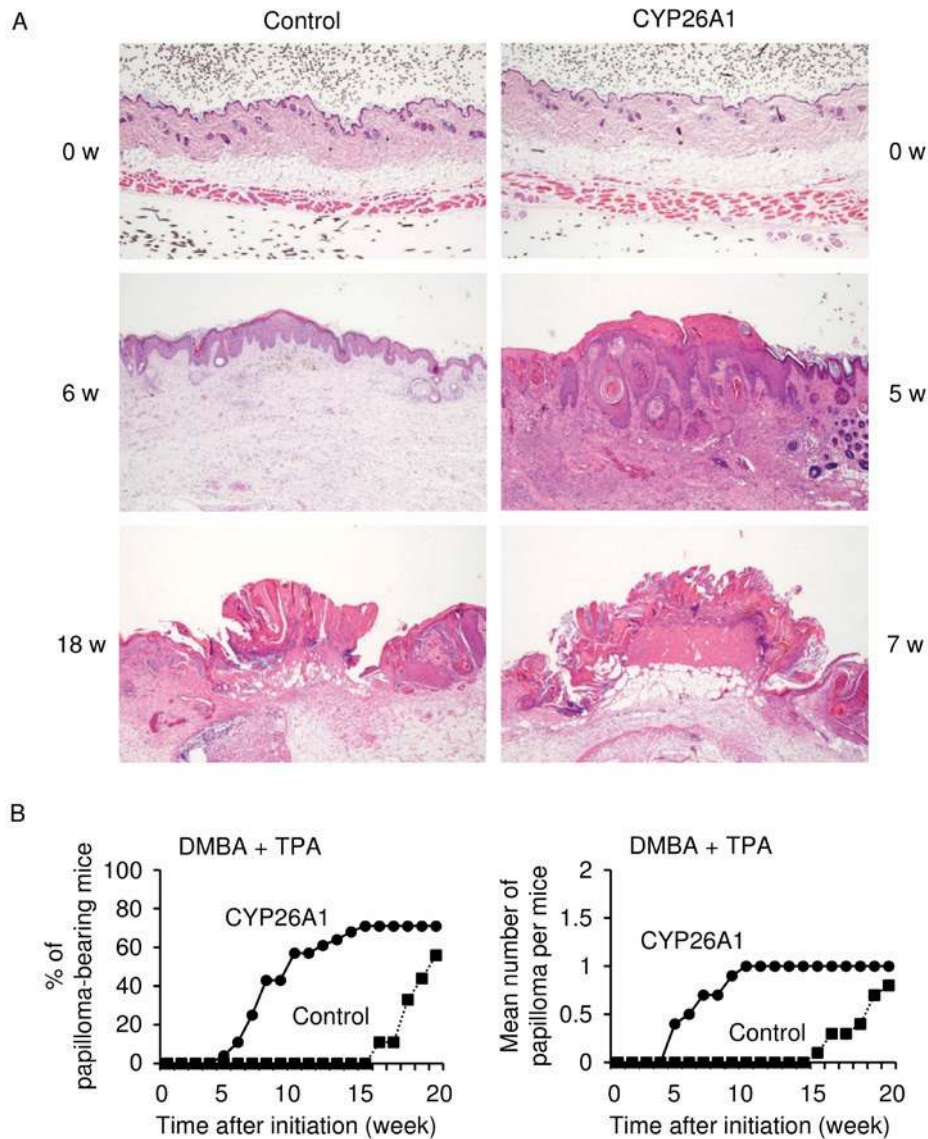 A
Control
CYP26A1
0 w
0 w
6 w
5 w
18 w
7 w
B
DMBA + TPA
% of
papilloma-bearing mice
100
80
60
40
20
0
CYP26A1
Control
0 5 10 15 20
Time after initiation (week)
DMBA + TPA
Mean number of
papilloma per mice
2
1.5
1
0.5
0
CYP26A1
Control
0 5 10 15 20
Time after initiation (week)